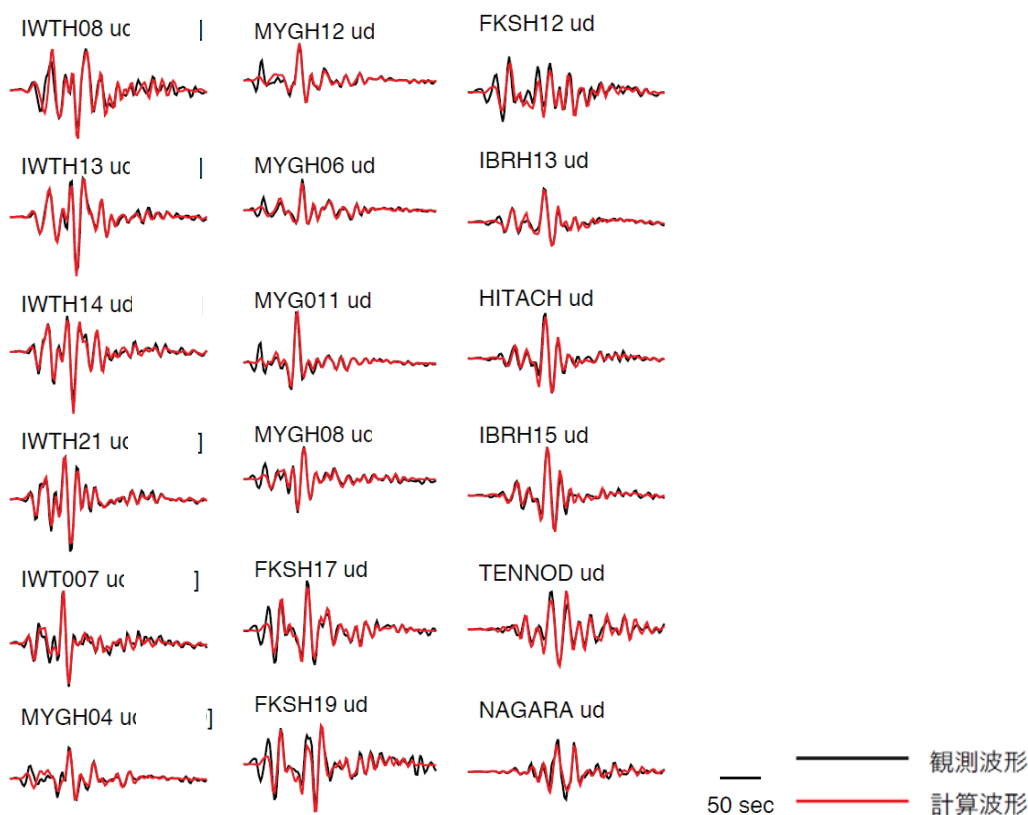 IWTH08 ud
IWTH13 ud
IWTH14 ud
IWTH21 ud
IWT007 ud
MYGH04 ud
MYGH12 ud
MYGH06 ud
MYG011 ud
MYGH08 ud
FKSH17 ud
FKSH19 ud
FKSH12 ud
IBRH13 ud
HITACH ud
IBRH15 ud
TENNOD ud
NAGARA ud
50 sec
観測波形
計算波形